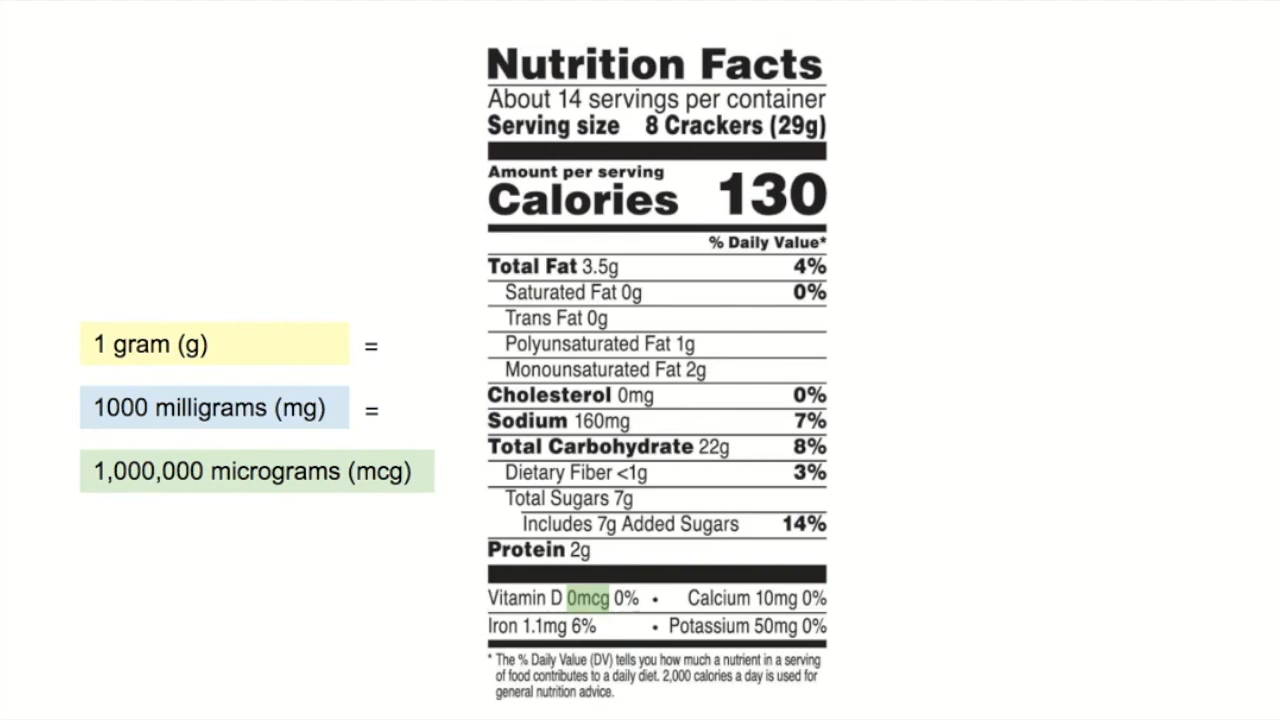 Nutrition Facts
About 14 servings per container
Serving size 8 Crackers (29g)
Amount per serving
Calories 130
% Daily Value*
Total Fat 3.5g 4%
Saturated Fat 0g 0%
Trans Fat 0g
Polyunsaturated Fat 1g
Monounsaturated Fat 2g
Cholesterol 0mg 0%
Sodium 160mg 7%
Total Carbohydrate 22g 8%
Dietary Fiber <1g 3%
Total Sugars 7g
Includes 7g Added Sugars 14%
Protein 2g
Vitamin D 0mcg 0% • Calcium 10mg 0%
Iron 1.1mg 6% • Potassium 50mg 0%
* The % Daily Value (DV) tells you how much a nutrient in a serving
of food contributes to a daily diet. 2,000 calories a day is used for
general nutrition advice.
1 gram (g) =
1000 milligrams (mg) =
1,000,000 micrograms (mcg)